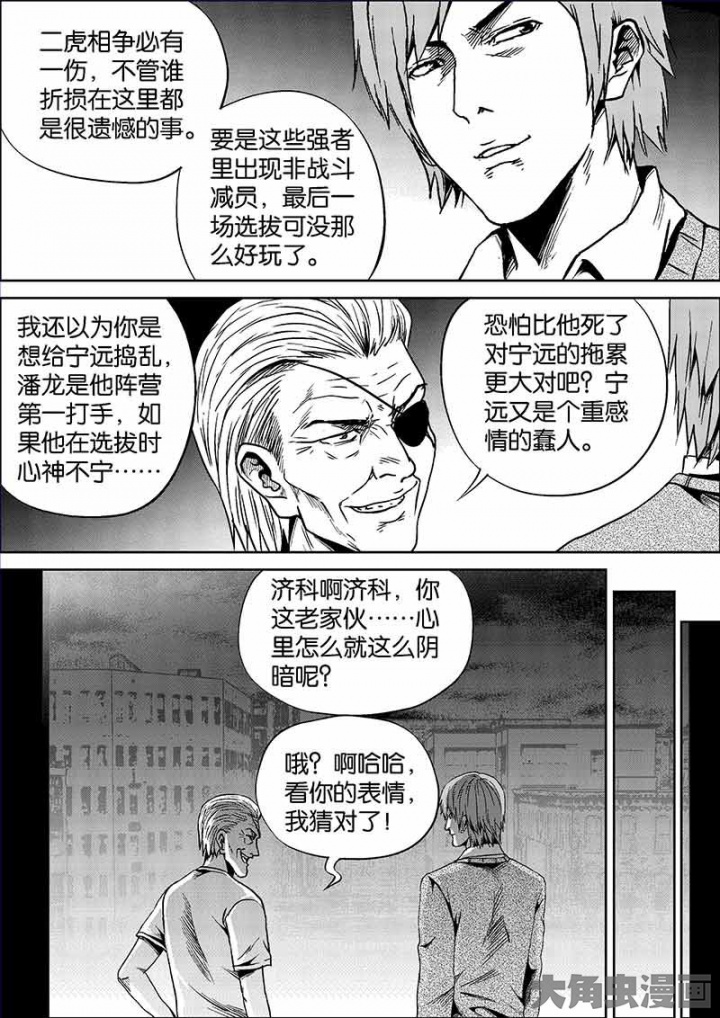 二虎相争必有
一伤，不管谁
折损在这里都
是很遗憾的事。
要是这些强者
里出现非战斗
减员，最后一
场选拔可没那
么好玩了。
我还以为你是
想给宁远捣乱，
潘龙是他阵营
第一打手，如
果他在选拔时
心神不宁……
恐怕比他死了
对宁远的拖累
更大对吧？宁
远又是个重感
情的蠢人。
济科啊济科，你
这老家伙……心
里怎么就这么阴
暗呢？
哦？啊哈哈，
看你的表情，
我猜对了！
大角虫漫画